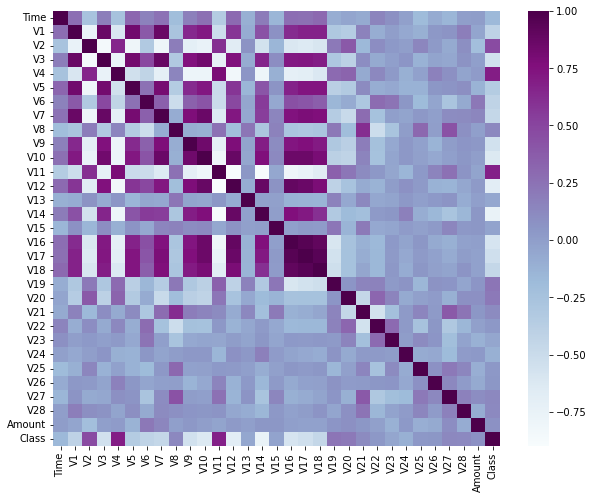 Time
V1
V2
V3
V4
V5
V6
V7
V8
V9
V10
V11
V12
V13
V14
V15
V16
V17
V18
V19
V20
V21
V22
V23
V24
V25
V26
V27
V28
Amount
Class
Time
V1
V2
V3
V4
V5
V6
V7
V8
V9
V10
V11
V12
V13
V14
V15
V16
V17
V18
V19
V20
V21
V22
V23
V24
V25
V26
V27
V28
Amount
Class
1.00
0.75
0.50
0.25
0.00
−0.25
−0.50
−0.75